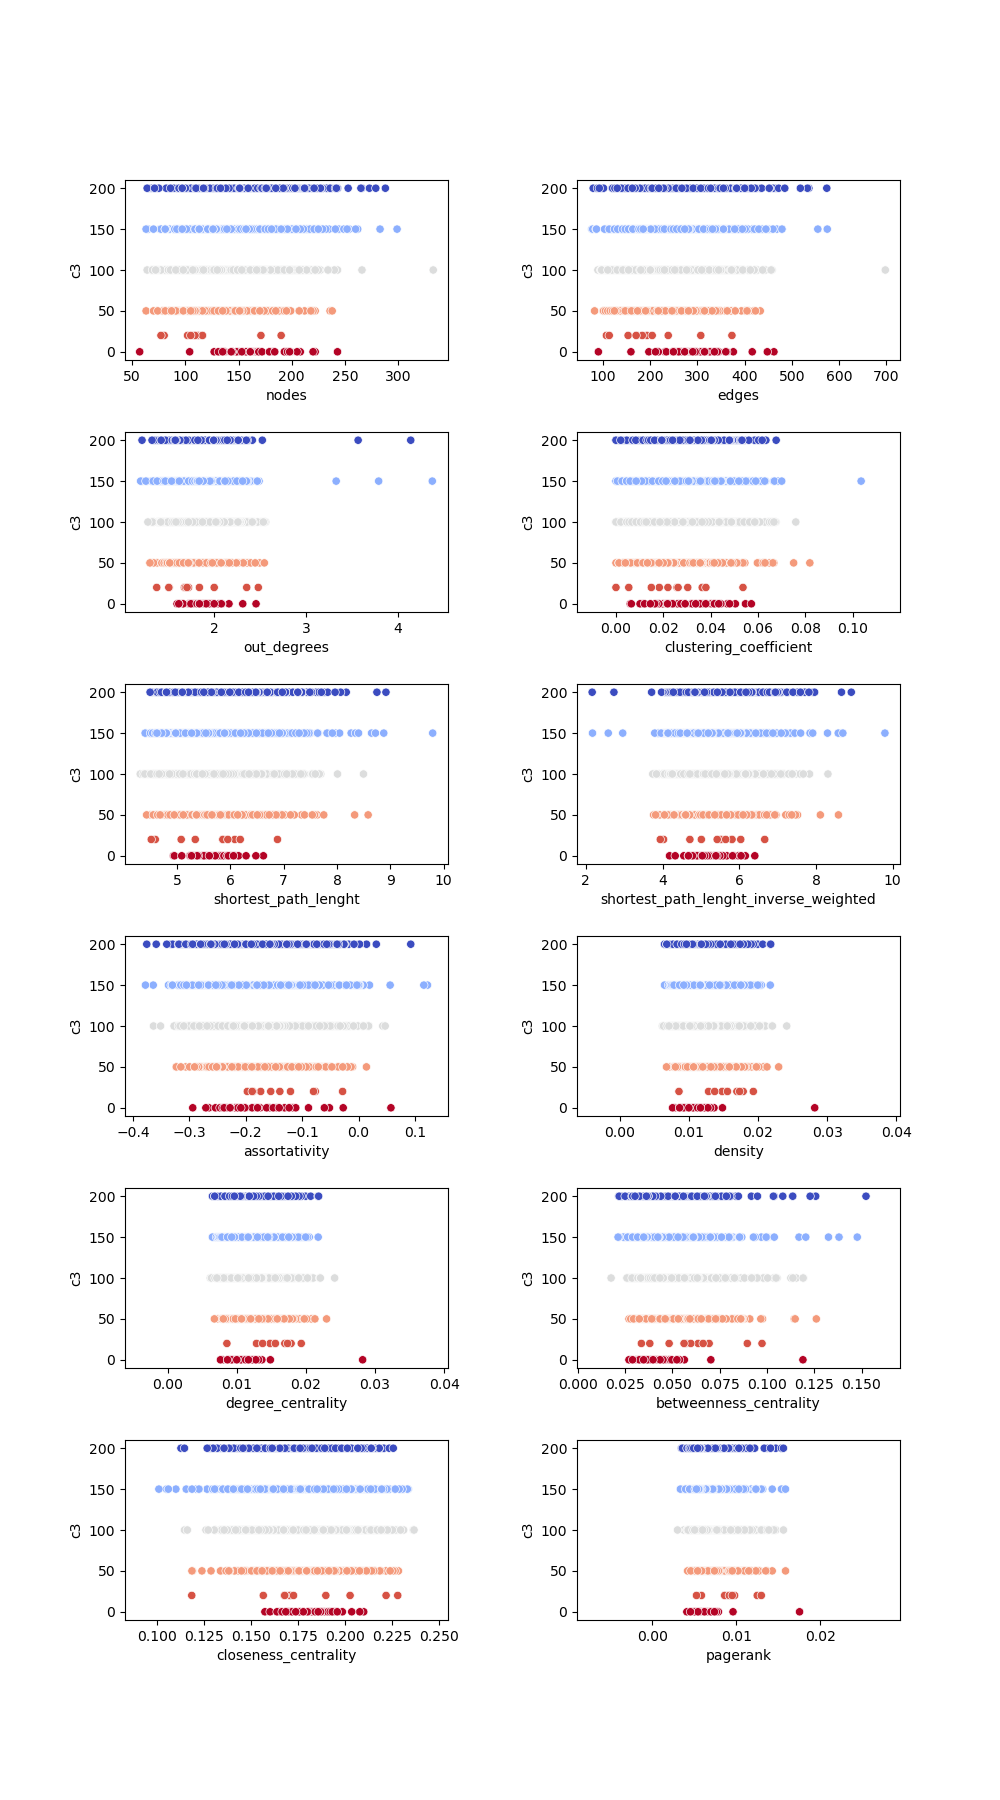 c3
200
150
100
50
0
50 100 150 200 250 300
nodes
c3
200
150
100
50
0
100 200 300 400 500 600 700
edges
c3
200
150
100
50
0
2 3 4
out_degrees
c3
200
150
100
50
0
0.00 0.02 0.04 0.06 0.08 0.10
clustering_coefficient
c3
200
150
100
50
0
5 6 7 8 9 10
shortest_path_lenght
c3
200
150
100
50
0
2 4 6 8 10
shortest_path_lenght_inverse_weighted
c3
200
150
100
50
0
−0.4 −0.3 −0.2 −0.1 0.0 0.1
assortativity
c3
200
150
100
50
0
0.00 0.01 0.02 0.03 0.04
density
c3
200
150
100
50
0
0.00 0.01 0.02 0.03 0.04
degree_centrality
c3
200
150
100
50
0
0.000 0.025 0.050 0.075 0.100 0.125 0.150
betweenness_centrality
c3
200
150
100
50
0
0.100 0.125 0.150 0.175 0.200 0.225 0.250
closeness_centrality
c3
200
150
100
50
0
0.00 0.01 0.02
pagerank